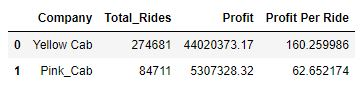 Company Total_Rides Profit Profit Per Ride
0 Yellow Cab 274681 44020373.17 160.259986
1 Pink_Cab 84711 5307328.32 62.652174